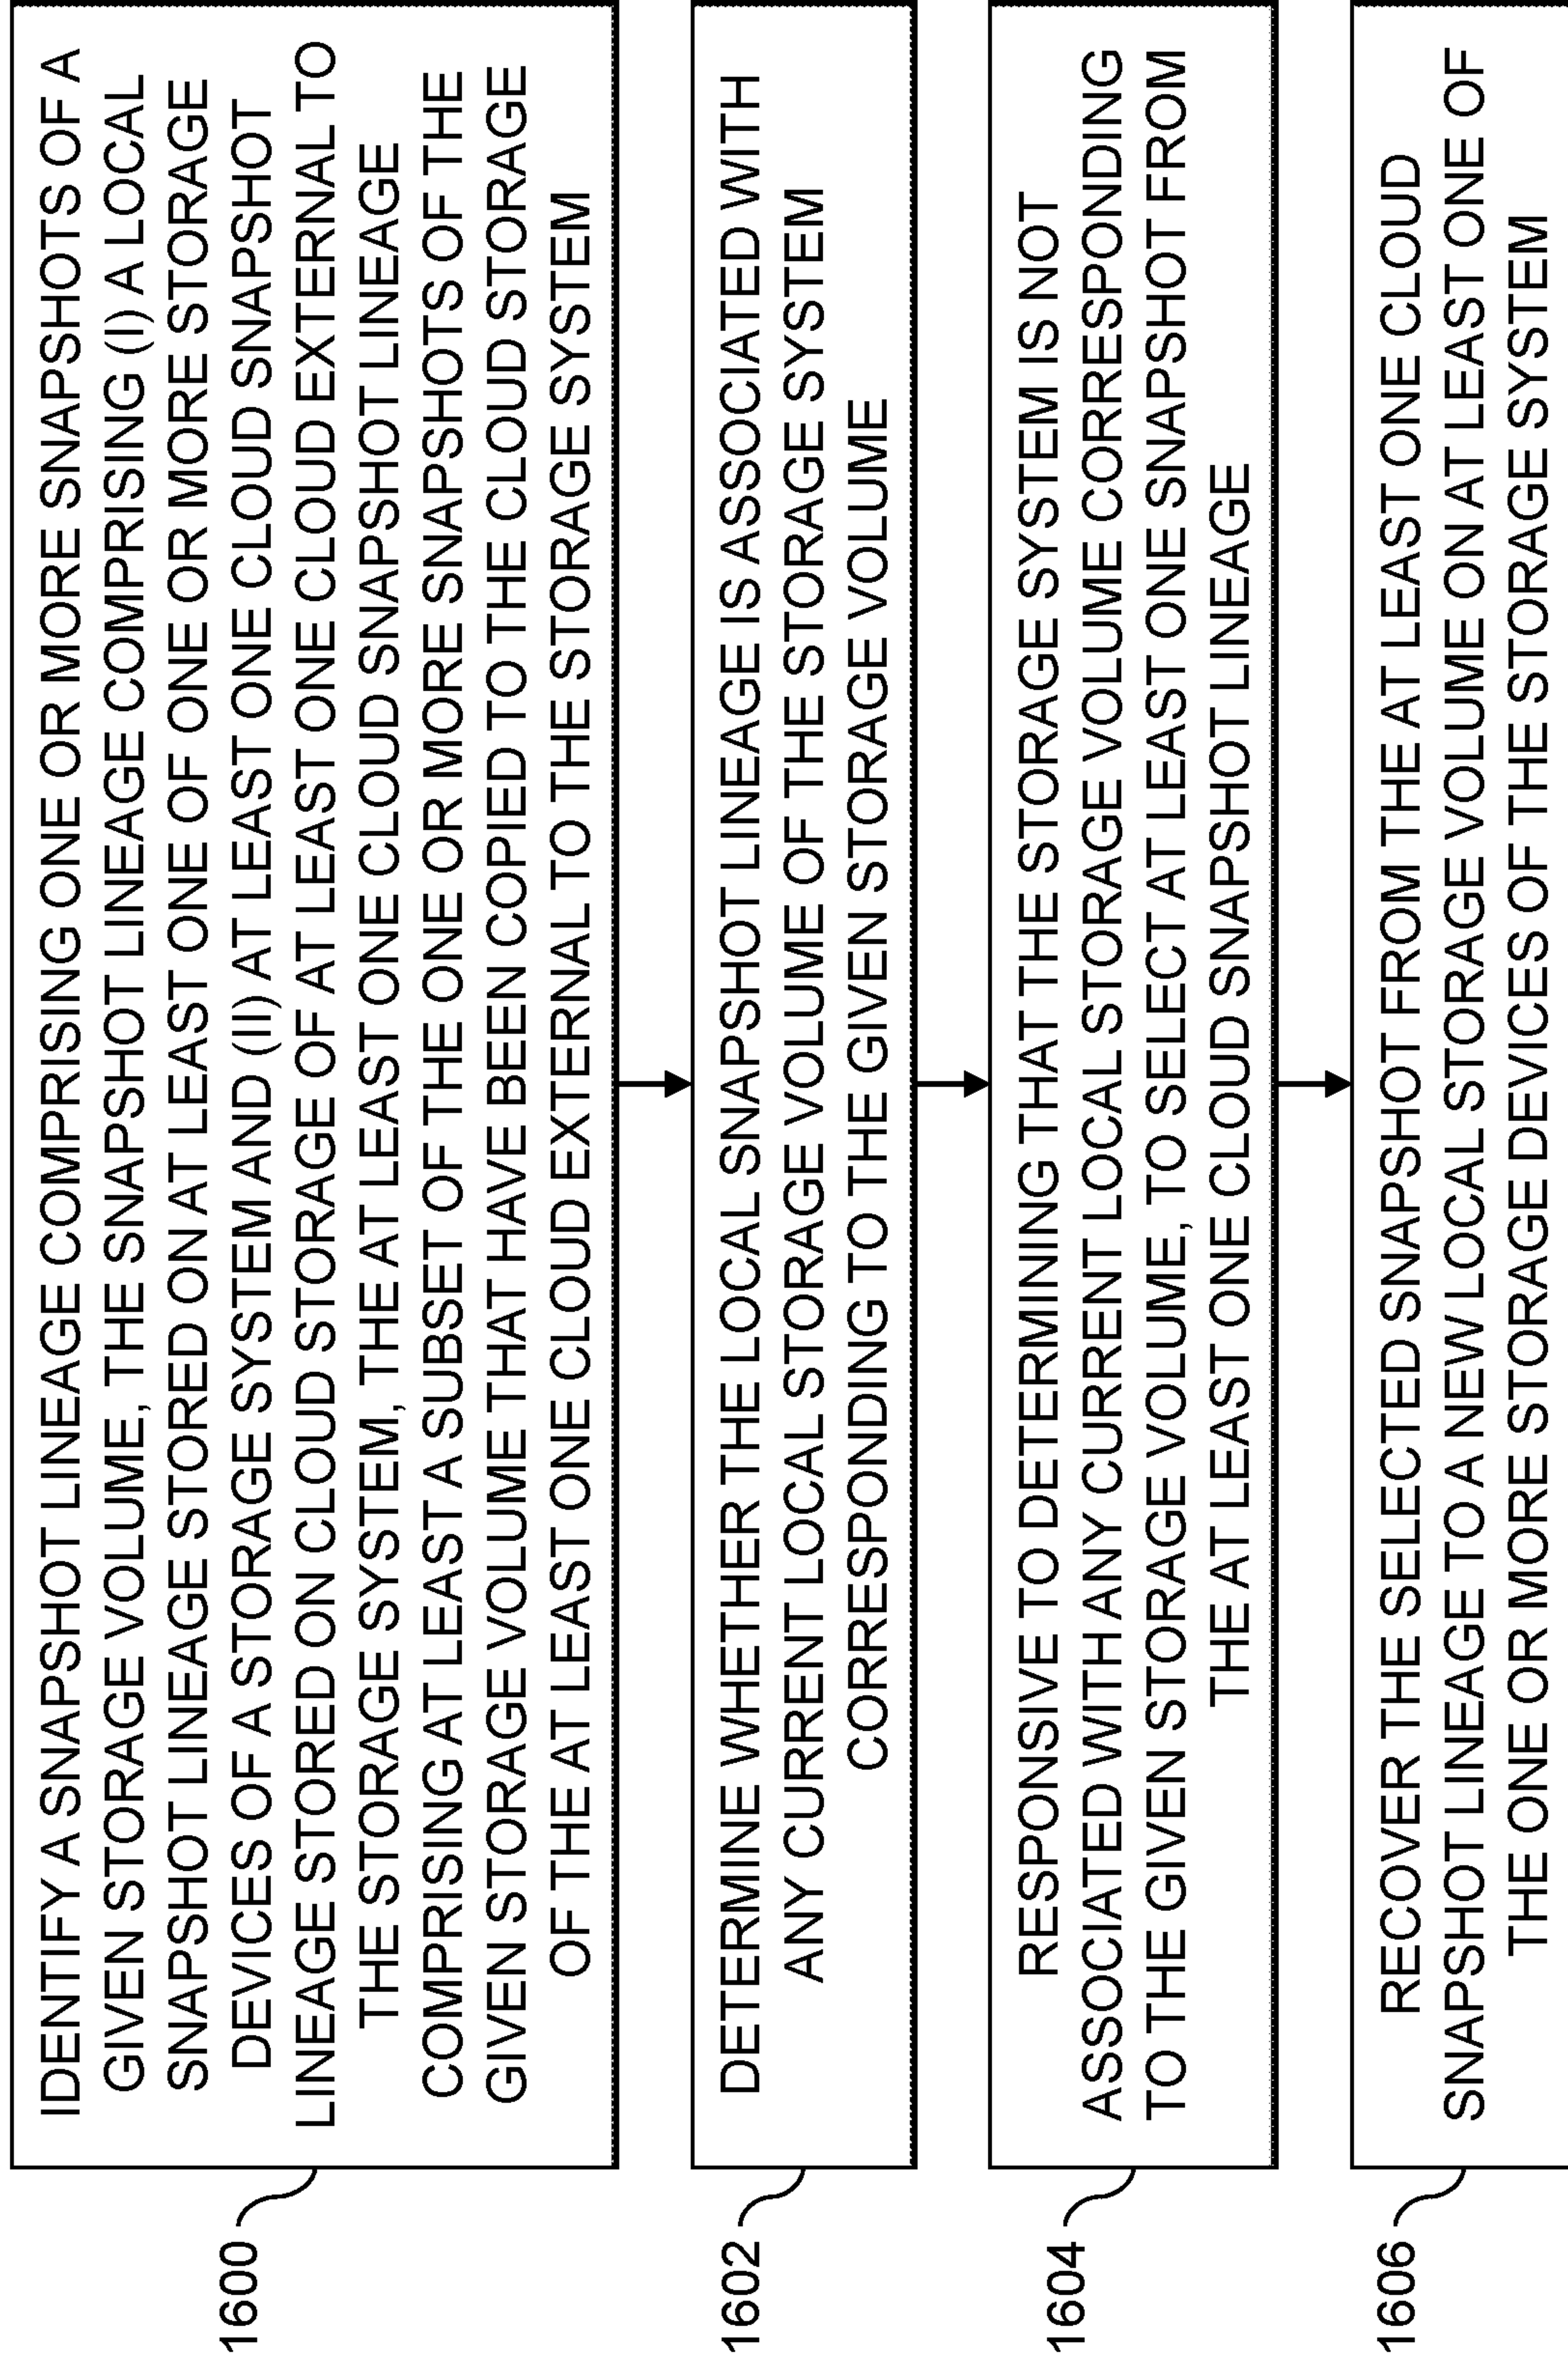 1600
IDENTIFY A SNAPSHOT LINEAGE COMPRISING ONE OR MORE SNAPSHOTS OF A
GIVEN STORAGE VOLUME, THE SNAPSHOT LINEAGE COMPRISING (I) A LOCAL
SNAPSHOT LINEAGE STORED ON AT LEAST ONE OF ONE OR MORE STORAGE
DEVICES OF A STORAGE SYSTEM AND (II) AT LEAST ONE CLOUD SNAPSHOT
LINEAGE STORED ON CLOUD STORAGE OF AT LEAST ONE CLOUD EXTERNAL TO
THE STORAGE SYSTEM, THE AT LEAST ONE CLOUD SNAPSHOT LINEAGE
COMPRISING AT LEAST A SUBSET OF THE ONE OR MORE SNAPSHOTS OF THE
GIVEN STORAGE VOLUME THAT HAVE BEEN COPIED TO THE CLOUD STORAGE
OF THE AT LEAST ONE CLOUD EXTERNAL TO THE STORAGE SYSTEM
1602
DETERMINE WHETHER THE LOCAL SNAPSHOT LINEAGE IS ASSOCIATED WITH
ANY CURRENT LOCAL STORAGE VOLUME OF THE STORAGE SYSTEM
CORRESPONDING TO THE GIVEN STORAGE VOLUME
1604
RESPONSIVE TO DETERMINING THAT THE STORAGE SYSTEM IS NOT
ASSOCIATED WITH ANY CURRENT LOCAL STORAGE VOLUME CORRESPONDING
TO THE GIVEN STORAGE VOLUME, TO SELECT AT LEAST ONE SNAPSHOT FROM
THE AT LEAST ONE CLOUD SNAPSHOT LINEAGE
1606
RECOVER THE SELECTED SNAPSHOT FROM THE AT LEAST ONE CLOUD
SNAPSHOT LINEAGE TO A NEW LOCAL STORAGE VOLUME ON AT LEAST ONE OF
THE ONE OR MORE STORAGE DEVICES OF THE STORAGE SYSTEM